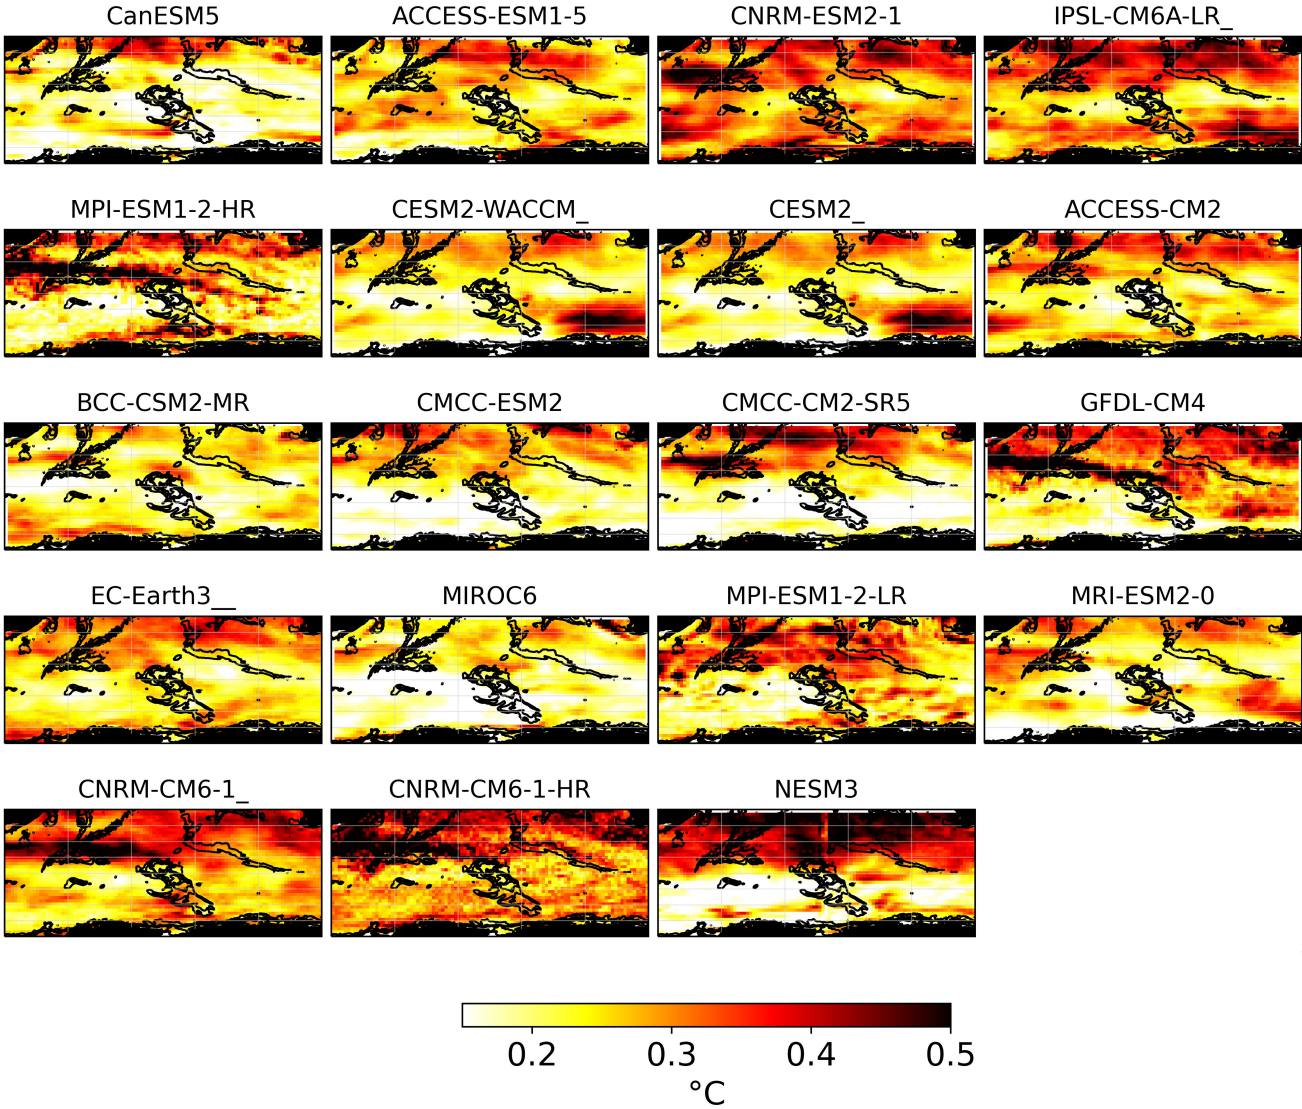 CanESM5 ACCESS-ESM1-5 CNRM-ESM2-1 IPSL-CM6A-LR_
MPI-ESM1-2-HR CESM2-WACCM_ CESM2_ ACCESS-CM2
BCC-CSM2-MR CMCC-ESM2 CMCC-CM2-SR5 GFDL-CM4
EC-Earth3__ MIROC6 MPI-ESM1-2-LR MRI-ESM2-0
CNRM-CM6-1_ CNRM-CM6-1-HR NESM3
0.2 0.3 0.4 0.5
°C